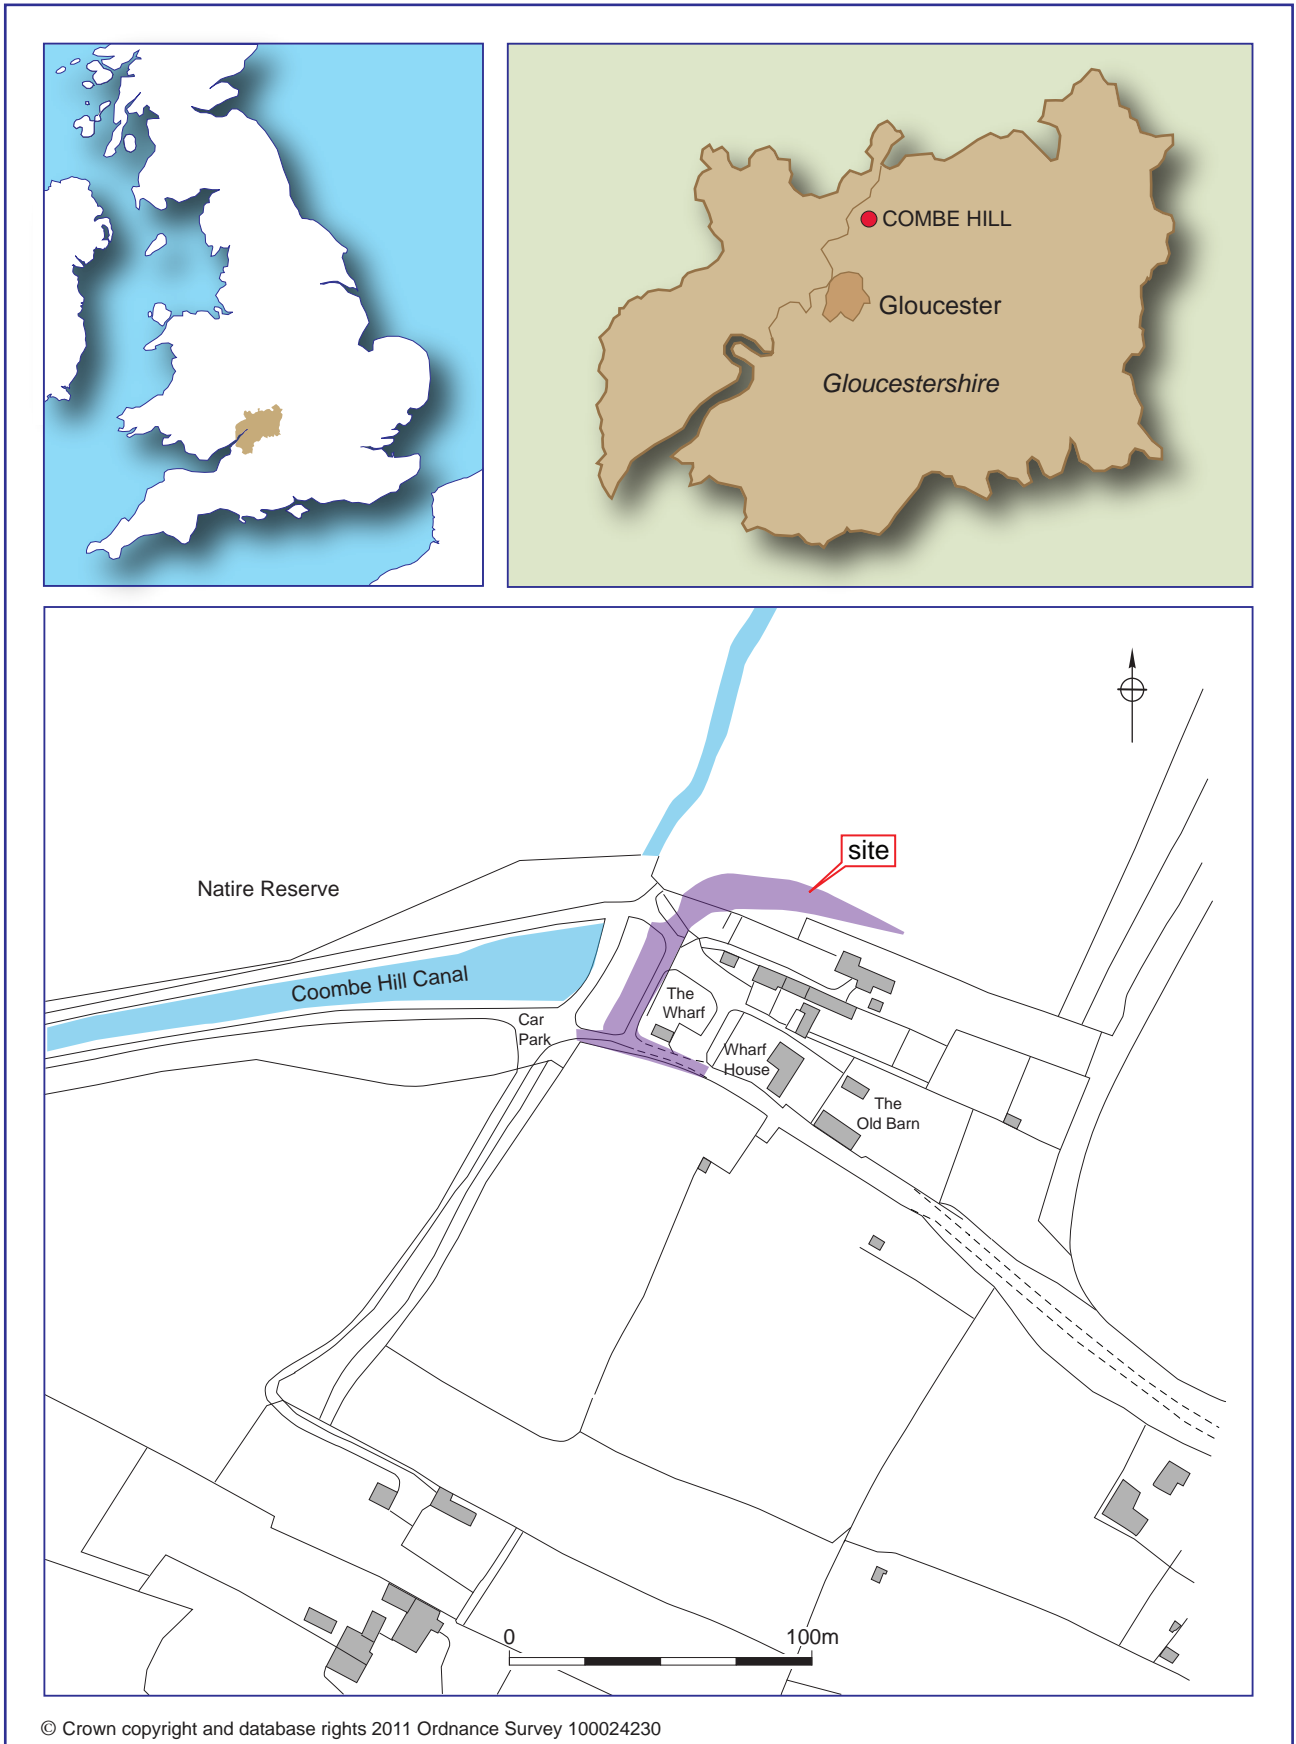 COMBE HILL
Gloucester
Gloucestershire
site
Natire Reserve
Coombe Hill Canal
The
Wharf
Car
Park
Wharf
House
The
Old Barn
0 100m
© Crown copyright and database rights 2011 Ordnance Survey 100024230